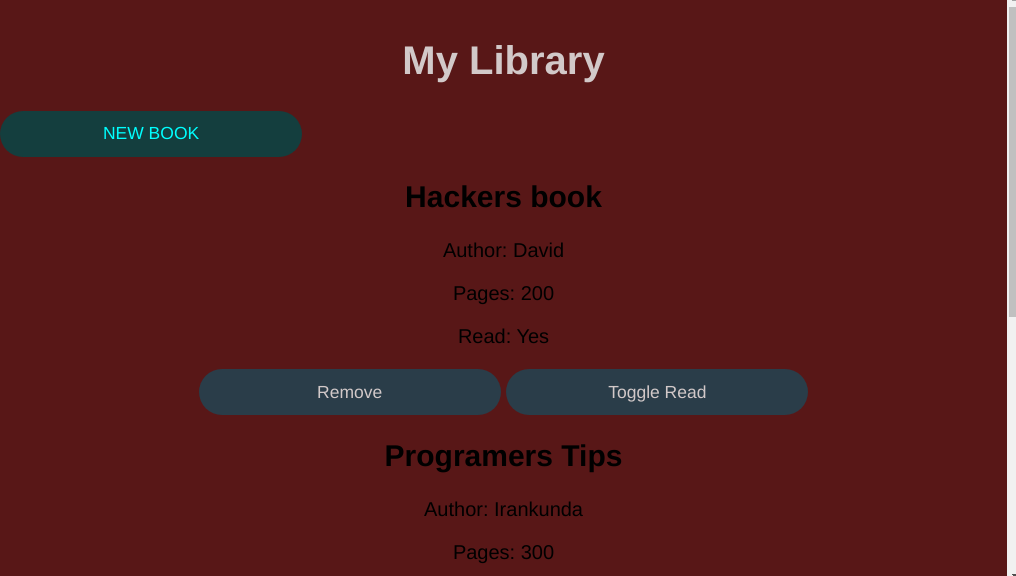 My Library
NEW BOOK
Hackers book
Author: David
Pages: 200
Read: Yes
Remove Toggle Read
Programers Tips
Author: Irankunda
Pages: 300